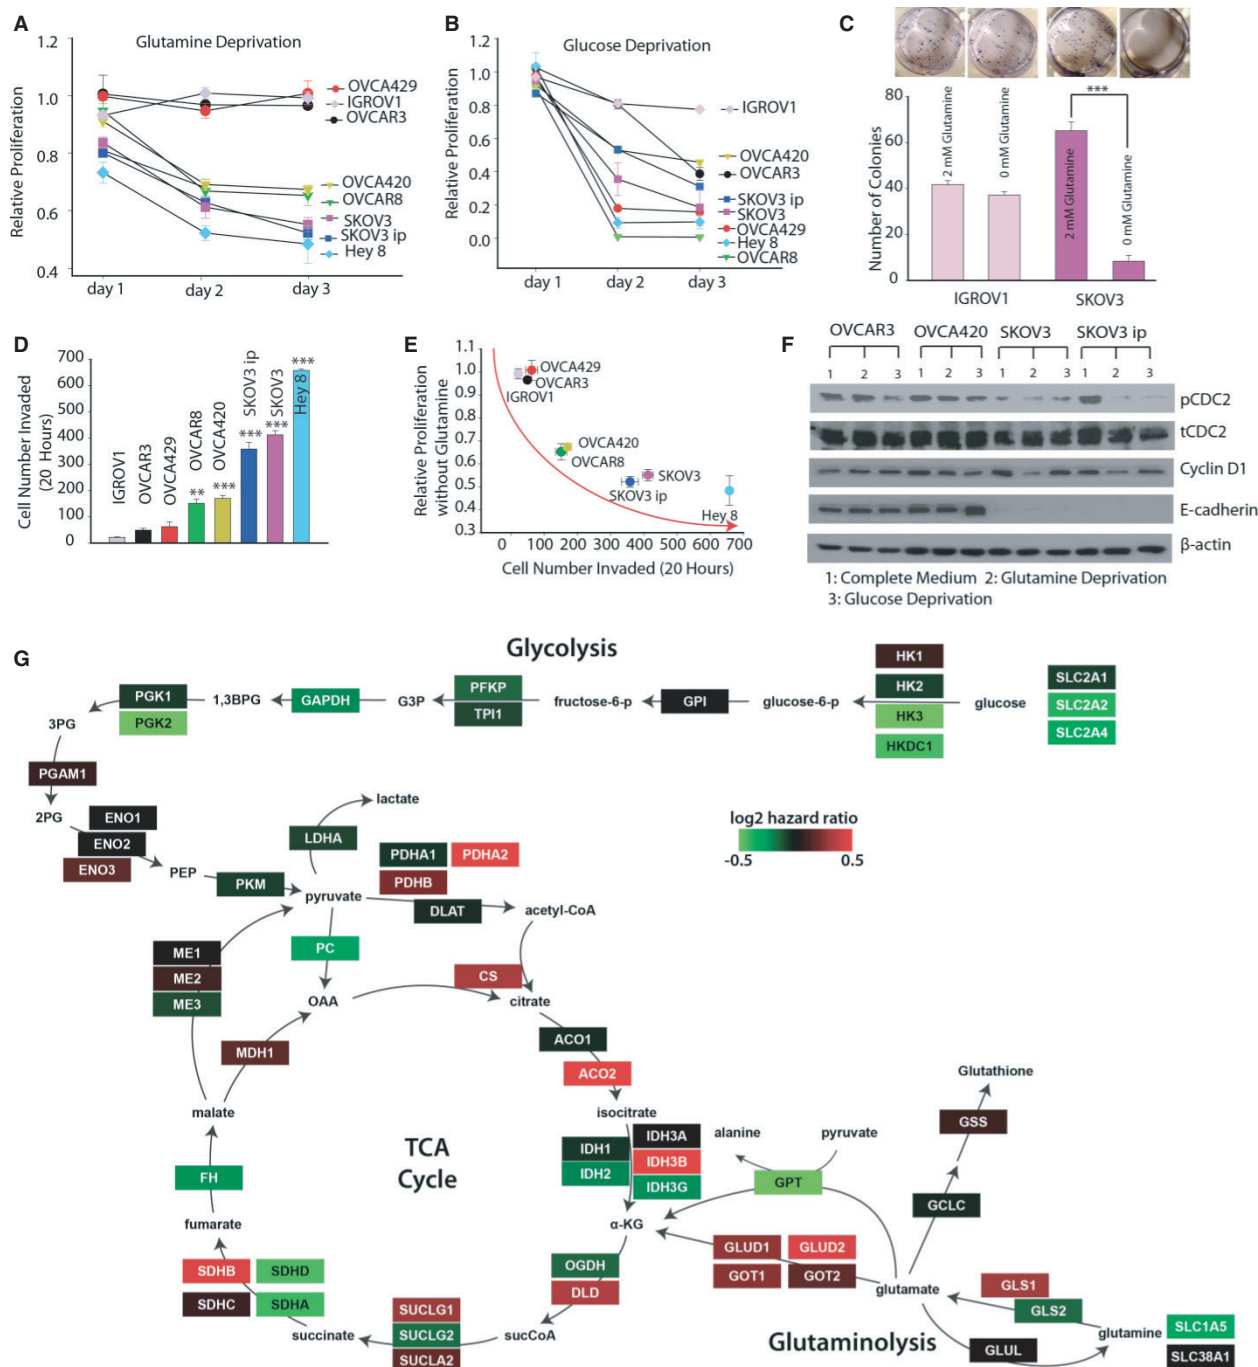 A
Glutamine Deprivation
Relative Proliferation
1.2
1.0
0.8
0.6
0.4
day 1
day 2
day 3
OVCA429
IGROV1
OVCAR3
OVCA420
OVCAR8
SKOV3
SKOV3 ip
Hey 8
B
Glucose Deprivation
Relative Proliferation
1.2
1.0
0.8
0.6
0.4
0.2
0.0
day 1
day 2
day 3
IGROV1
OVCA420
OVCAR3
SKOV3 ip
SKOV3
OVCA429
Hey 8
OVCAR8
C
Number of Colonies
80
60
40
20
0
2 mM Glutamine
0 mM Glutamine
2 mM Glutamine
0 mM Glutamine
***
IGROV1
SKOV3
D
Cell Number Invaded
(20 Hours)
700
600
500
400
300
200
100
0
IGROV1
OVCAR3
OVCA429
OVCAR8
**
OVCA420
***
SKOV3 ip
***
SKOV3
***
Hey 8
***
E
Relative Proliferation
without Glutamine
1.1
1.0
0.9
0.8
0.7
0.6
0.5
0.4
0.3
OVCA429
OVCAR3
IGROV1
OVCA420
OVCAR8
SKOV3
SKOV3 ip
Hey 8
0 100 200 300 400 500 600 700
Cell Number Invaded (20 Hours)
F
OVCAR3 OVCA420 SKOV3 SKOV3 ip
1 2 3 1 2 3 1 2 3 1 2 3
pCDC2
tCDC2
Cyclin D1
E-cadherin
β-actin
1: Complete Medium 2: Glutamine Deprivation
3: Glucose Deprivation
G
Glycolysis
HK1
HK2
HK3
HKDC1
SLC2A1
SLC2A2
SLC2A4
glucose
glucose-6-p
GPI
fructose-6-p
PFKP
TPI1
G3P
GAPDH
1,3BPG
PGK1
PGK2
3PG
PGAM1
2PG
ENO1
ENO2
ENO3
PEP
PKM
pyruvate
LDHA
lactate
log2 hazard ratio
-0.5 0.5
PDHA1
PDHA2
PDHB
DLAT
acetyl-CoA
PC
OAA
CS
citrate
ME1
ME2
ME3
MDH1
malate
ACO1
ACO2
isocitrate
IDH1
IDH2
IDH3A
IDH3B
IDH3G
α-KG
TCA
Cycle
FH
fumarate
SDHB
SDHD
SDHC
SDHA
succinate
SUCLG1
SUCLG2
SUCLA2
sucCoA
OGDH
DLD
alanine
pyruvate
GPT
Glutathione
GSS
GCLC
GLUD1
GLUD2
GOT1
GOT2
glutamate
GLS1
GLS2
GLUL
glutamine
SLC1A5
SLC38A1
Glutaminolysis